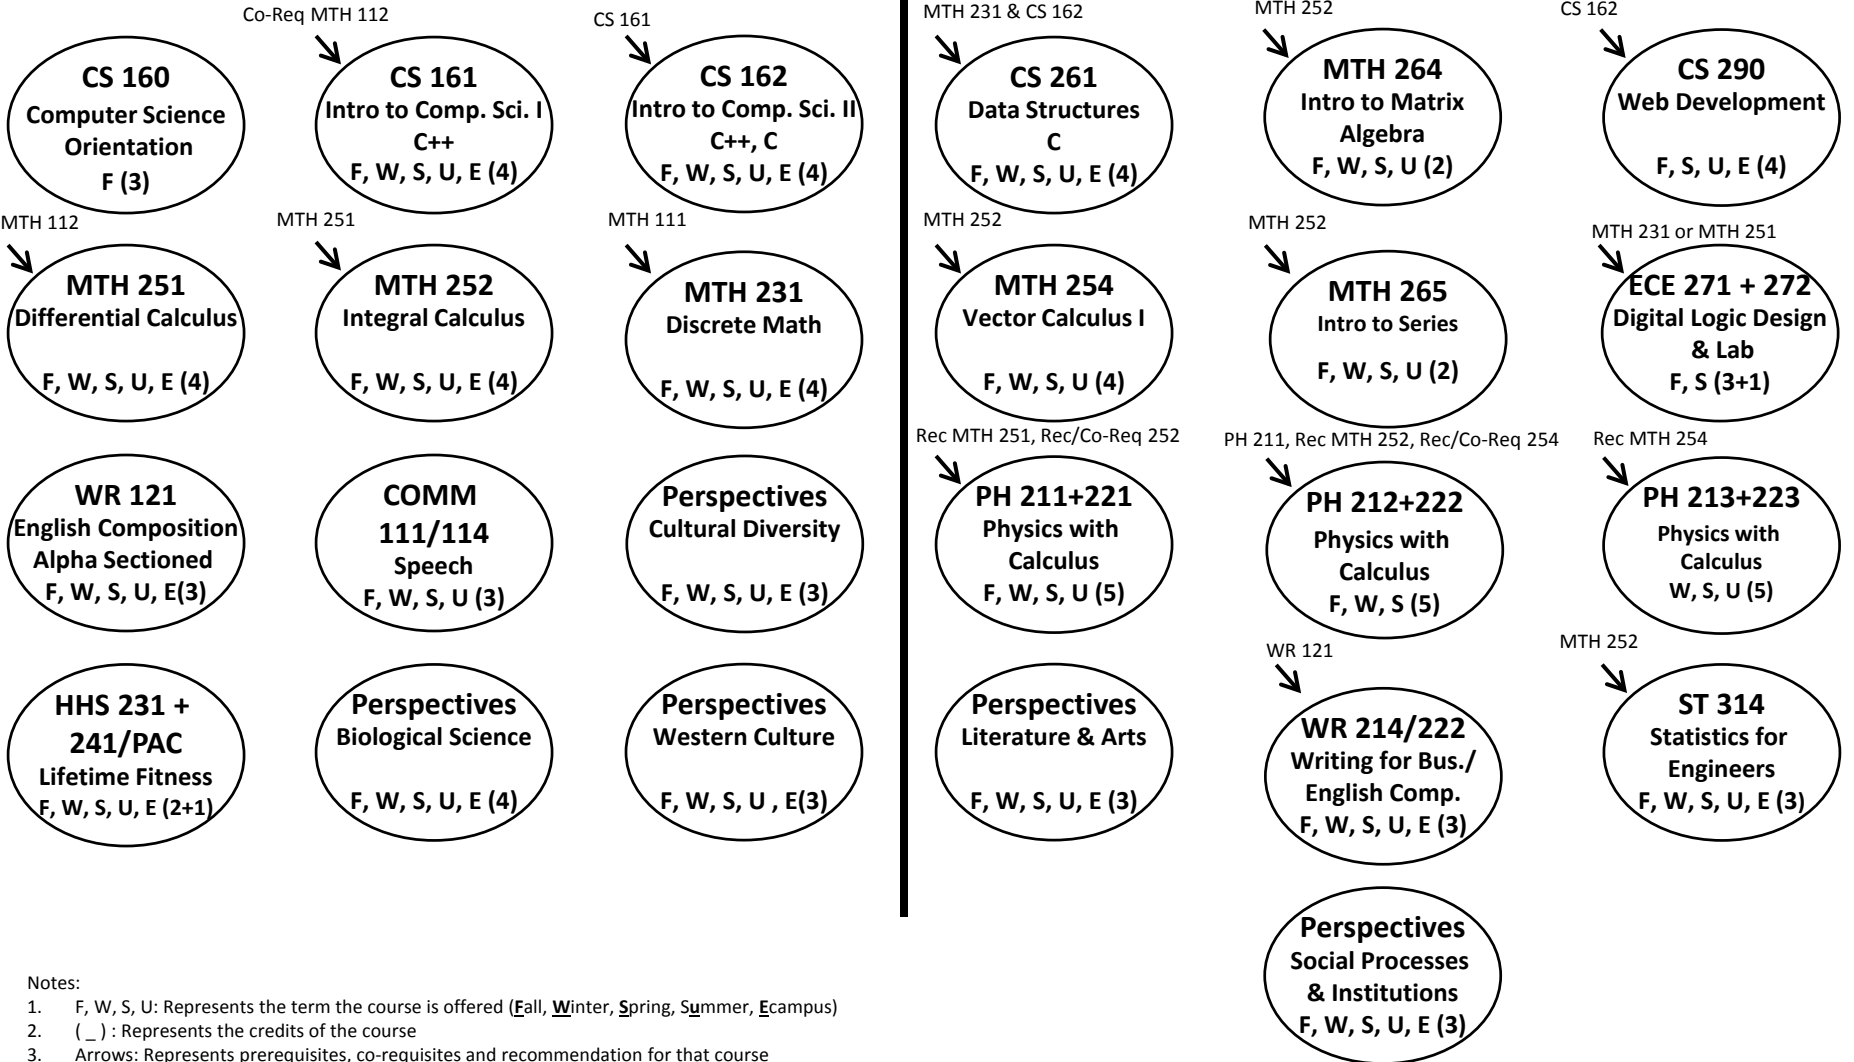 Co-Req MTH 112
CS 161
MTH 231 & CS 162
MTH 252
CS 162
CS 160
Computer Science
Orientation
F (3)
CS 161
Intro to Comp. Sci. I
C++
F, W, S, U, E (4)
CS 162
Intro to Comp. Sci. II
C++, C
F, W, S, U, E (4)
CS 261
Data Structures
C
F, W, S, U, E (4)
MTH 264
Intro to Matrix
Algebra
F, W, S, U (2)
CS 290
Web Development
F, S, U, E (4)
MTH 112
MTH 251
MTH 111
MTH 252
MTH 252
MTH 231 or MTH 251
MTH 251
Differential Calculus
F, W, S, U, E (4)
MTH 252
Integral Calculus
F, W, S, U, E (4)
MTH 231
Discrete Math
F, W, S, U, E (4)
MTH 254
Vector Calculus I
F, W, S, U (4)
MTH 265
Intro to Series
F, W, S, U (2)
ECE 271 + 272
Digital Logic Design
& Lab
F, S (3+1)
Rec MTH 251, Rec/Co-Req 252
PH 211, Rec MTH 252, Rec/Co-Req 254
Rec MTH 254
WR 121
English Composition
Alpha Sectioned
F, W, S, U, E(3)
COMM
111/114
Speech
F, W, S, U (3)
Perspectives
Cultural Diversity
F, W, S, U, E (3)
PH 211+221
Physics with
Calculus
F, W, S, U (5)
PH 212+222
Physics with
Calculus
F, W, S (5)
PH 213+223
Physics with
Calculus
W, S, U (5)
WR 121
MTH 252
HHS 231 +
241/PAC
Lifetime Fitness
F, W, S, U, E (2+1)
Perspectives
Biological Science
F, W, S, U, E (4)
Perspectives
Western Culture
F, W, S, U , E(3)
Perspectives
Literature & Arts
F, W, S, U, E (3)
WR 214/222
Writing for Bus./
English Comp.
F, W, S, U, E (3)
ST 314
Statistics for
Engineers
F, W, S, U, E (3)
Perspectives
Social Processes
& Institutions
F, W, S, U, E (3)
Notes:
1. F, W, S, U: Represents the term the course is offered (Fall, Winter, Spring, Summer, Ecampus)
2. ( _ ) : Represents the credits of the course
3. Arrows: Represents prerequisites, co-requisites and recommendation for that course